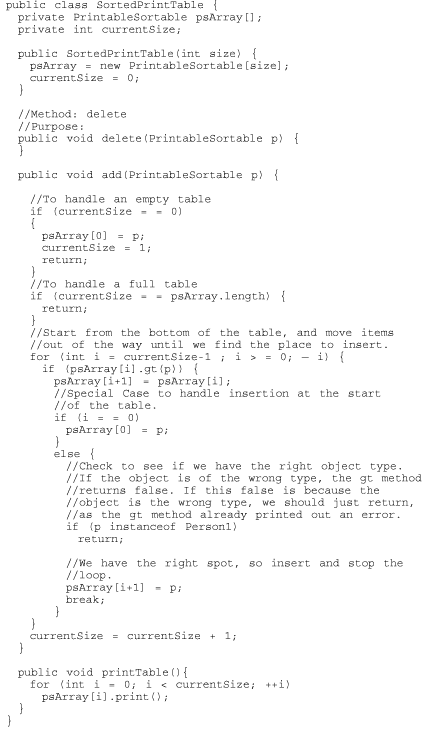 public class SortedPrintTable {
private PrintableSortable psArray[];
private int currentSize;
public SortedPrintTable(int size) {
psArray = new PrintableSortable[size];
currentSize = 0;
}
//Method: delete
//Purpose:
public void delete(PrintableSortable p) {
}
public void add(PrintableSortable p) {
//To handle an empty table
if (currentSize = = 0)
{
psArray[0] = p;
currentSize = 1;
return;
}
//To handle a full table
if (currentSize = = psArray.length) {
return;
}
//Start from the bottom of the table, and move items
//out of the way until we find the place to insert.
for (int i = currentSize-1 ; i > = 0; — i) {
if (psArray[i].gt(p)) {
psArray[i+1] = psArray[i];
//Special Case to handle insertion at the start
//of the table.
if (i = = 0)
psArray[0] = p;
}
else {
//Check to see if we have the right object type.
//If the object is of the wrong type, the gt method
//returns false. If this false is because the
//object is the wrong type, we should just return,
//as the gt method already printed out an error.
if (p instanceof Person1)
return;
//We have the right spot, so insert and stop the
//loop.
psArray[i+1] = p;
break;
}
}
currentSize = currentSize + 1;
}
public void printTable(){
for (int i = 0; i < currentSize; ++i)
psArray[i].print();
}
}